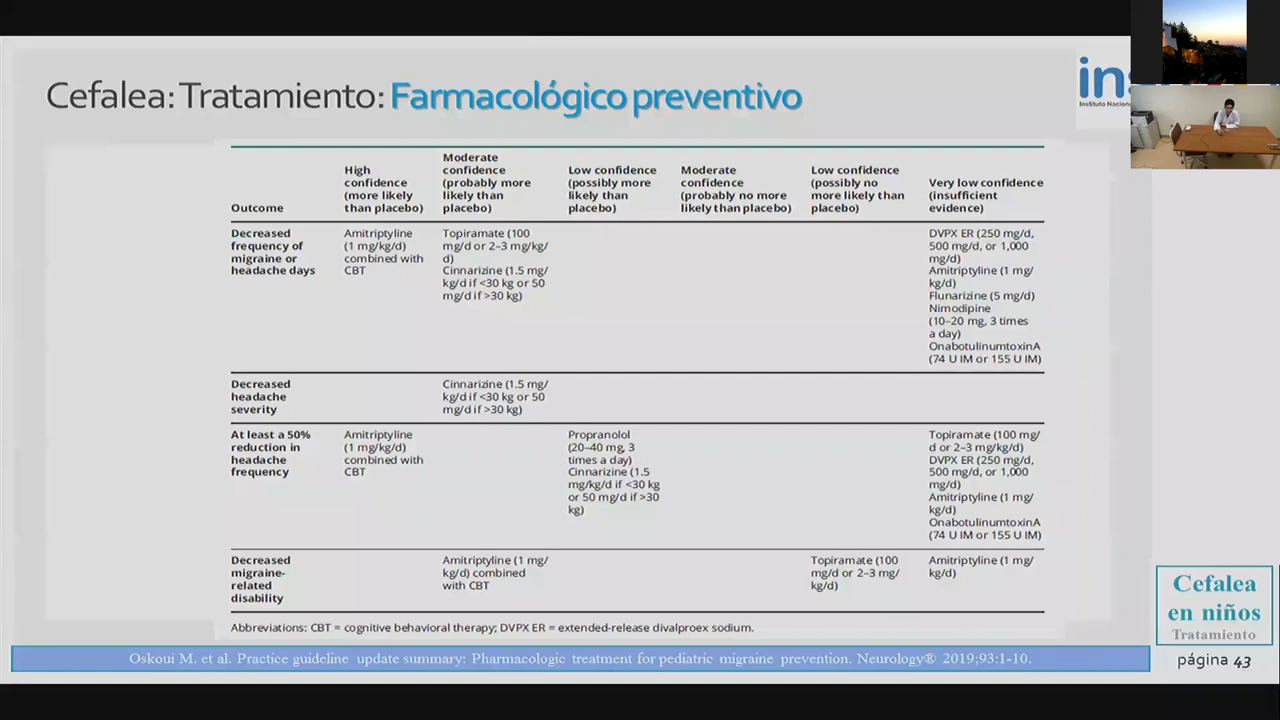 Cefalea: Tratamiento: Farmacológico preventivo
Instituto Nacion
Outcome
High
confidence
(more likely
than placebo)
Moderate
confidence
(probably more
likely than
placebo)
Low confidence
(possibly more
likely than
placebo)
Moderate
confidence
(probably no more
likely than placebo)
Low confidence
(possibly no
more likely than
placebo)
Very low confidence
(insufficient
evidence)
Decreased
frequency of
migraine or
headache days
Amitriptyline
(1 mg/kg/d)
combined with
CBT
Topiramate (100
mg/d or 2–3 mg/kg/
d)
Cinnarizine (1.5 mg/
kg/d if <30 kg or 50
mg/d if >30 kg)
DVPX ER (250 mg/d,
500 mg/d, or 1,000
mg/d)
Amitriptyline (1 mg/
kg/d)
Flunarizine (5 mg/d)
Nimodipine
(10–20 mg, 3 times
a day)
OnabotulinumtoxinA
(74 U IM or 155 U IM)
Decreased
headache
severity
Cinnarizine (1.5 mg/
kg/d if <30 kg or 50
mg/d if >30 kg)
At least a 50%
reduction in
headache
frequency
Amitriptyline
(1 mg/kg/d)
combined with
CBT
Propranolol
(20–40 mg, 3
times a day)
Cinnarizine (1.5
mg/kg/d if <30 kg
or 50 mg/d if >30
kg)
Topiramate (100 mg/
d or 2–3 mg/kg/d)
DVPX ER (250 mg/d,
500 mg/d, or 1,000
mg/d)
Amitriptyline (1 mg/
kg/d)
OnabotulinumtoxinA
(74 U IM or 155 U IM)
Decreased
migraine-
related
disability
Amitriptyline (1 mg/
kg/d) combined
with CBT
Topiramate (100
mg/d or 2–3 mg/
kg/d)
Amitriptyline (1 mg/
kg/d)
Abbreviations: CBT = cognitive behavioral therapy; DVPX ER = extended-release divalproex sodium.
Oskoui M. et al. Practice guideline update summary: Pharmacologic treatment for pediatric migraine prevention. Neurology® 2019;93:1-10.
Cefalea
en niños
Tratamiento
página 43